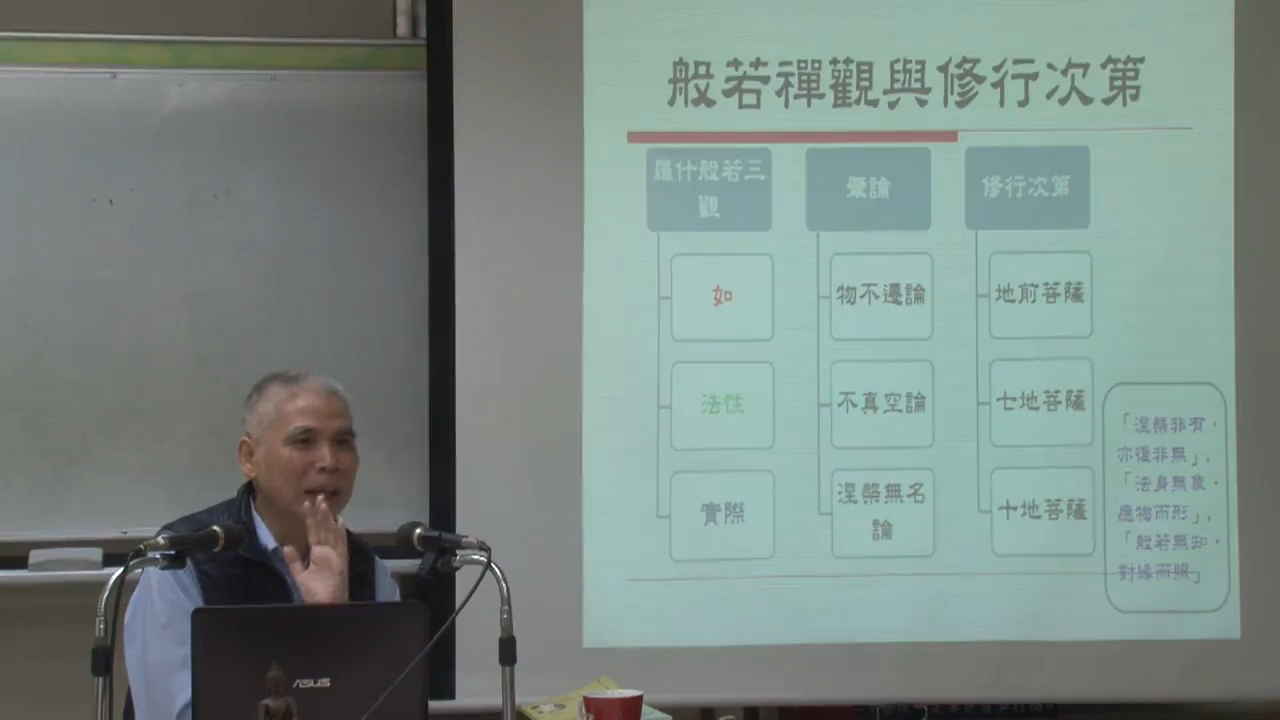 般若禪觀與修行次第
羅什般若三
觀
如
法性
實際
肇論
物不遷論
不真空論
涅槃無名
論
修行次第
地前菩薩
七地菩薩
十地菩薩
「涅槃非有，
亦復非無」，
「法身無象，
應物而形」，
「般若無知，
對緣而照」
ASUS